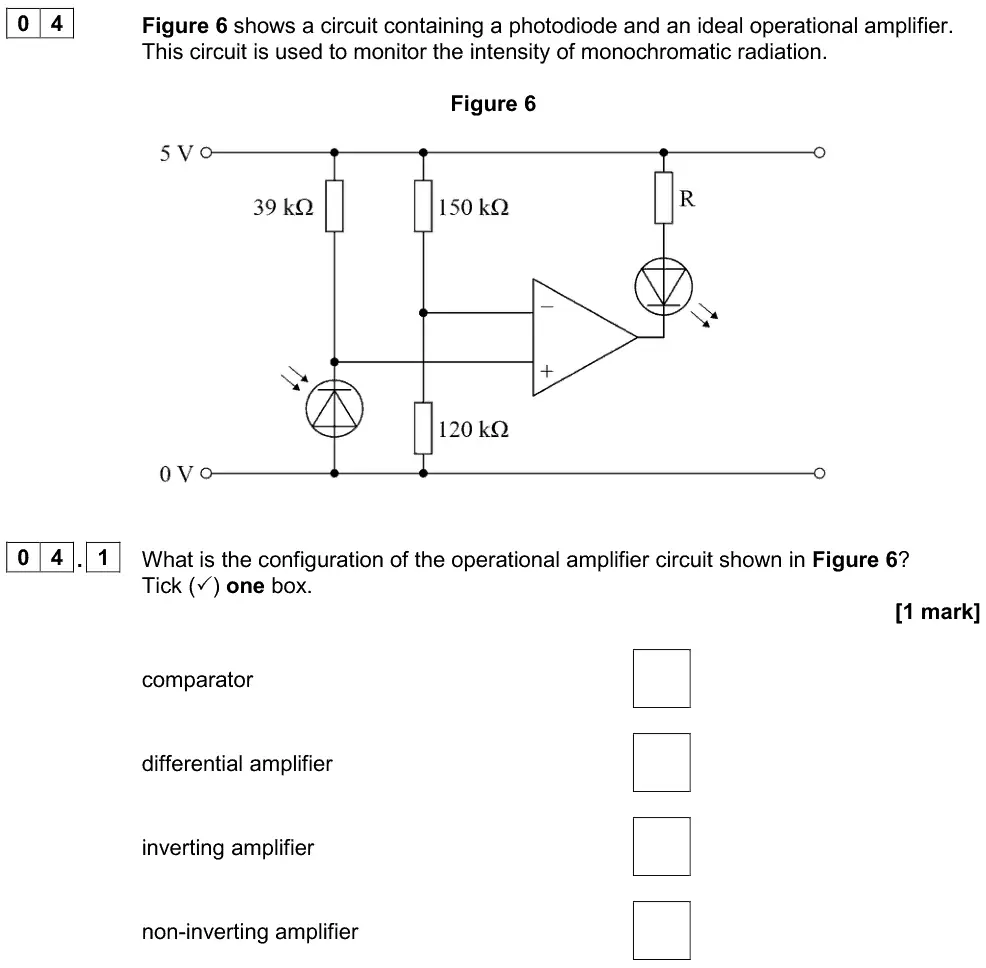 0 4 Figure 6 shows a circuit containing a photodiode and an ideal operational amplifier.
This circuit is used to monitor the intensity of monochromatic radiation.
Figure 6
5 V
39 kΩ 150 kΩ R
−
+
120 kΩ
0 V
0 4 . 1 What is the configuration of the operational amplifier circuit shown in Figure 6?
Tick (✓) one box.
[1 mark]
comparator
differential amplifier
inverting amplifier
non-inverting amplifier